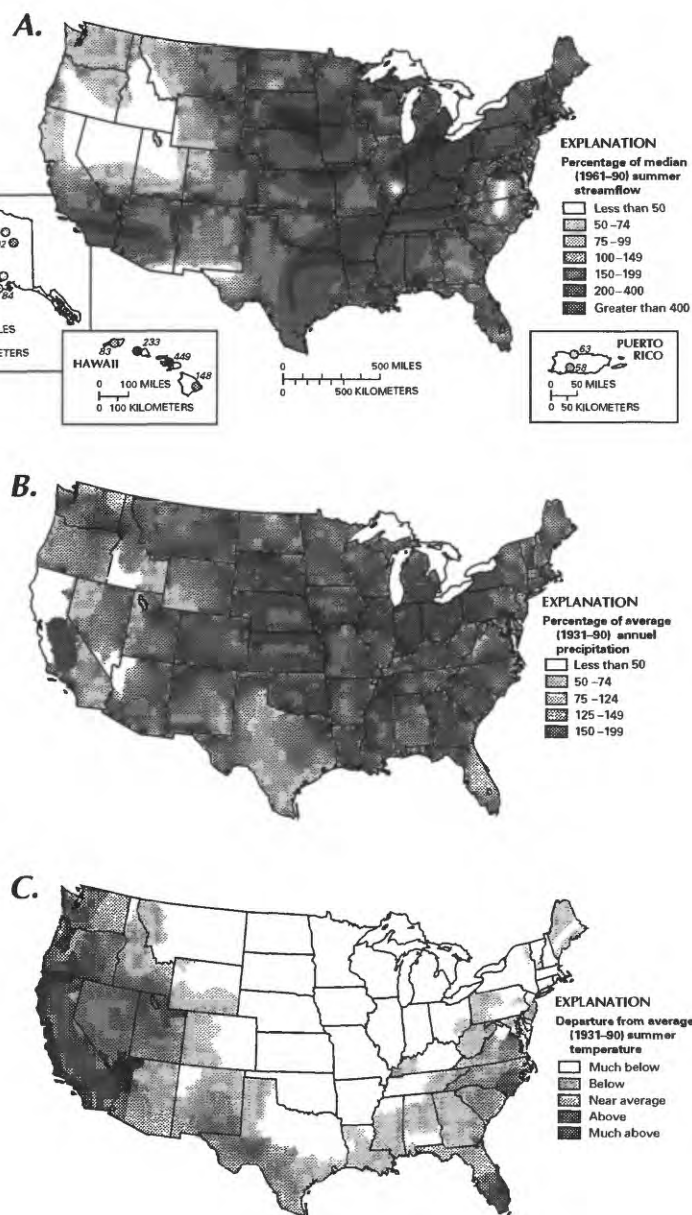 A.
EXPLANATION
Percentage of median
(1961–90) summer
streamflow
Less than 50
50–74
75–99
100–149
150–199
200–400
Greater than 400
84
HAWAII
83
233
449
148
0 100 MILES
0 100 KILOMETERS
0 500 MILES
0 500 KILOMETERS
PUERTO
RICO
63
58
0 50 MILES
0 50 KILOMETERS
B.
EXPLANATION
Percentage of average
(1931–90) annual
precipitation
Less than 50
50–74
75–124
125–149
150–199
C.
EXPLANATION
Departure from average
(1931–90) summer
temperature
Much below
Below
Near average
Above
Much above